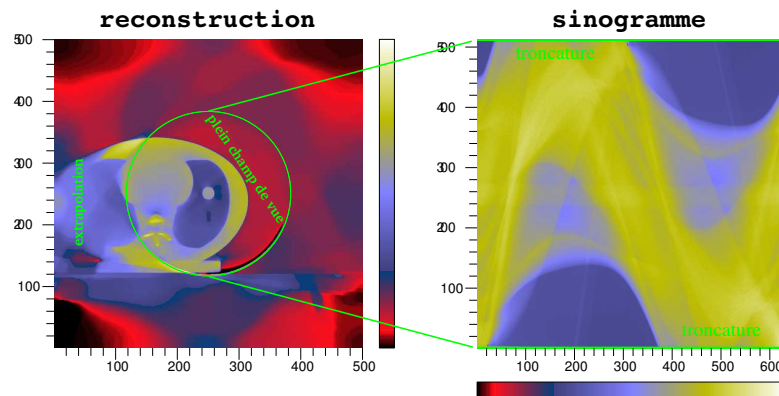 reconstruction
sinogramme
500
400
300
200
100
100 200 300 400 500
extrapolation
plein champ de vue
500
400
300
200
100
100 200 300 400 500 600
troncature
troncature